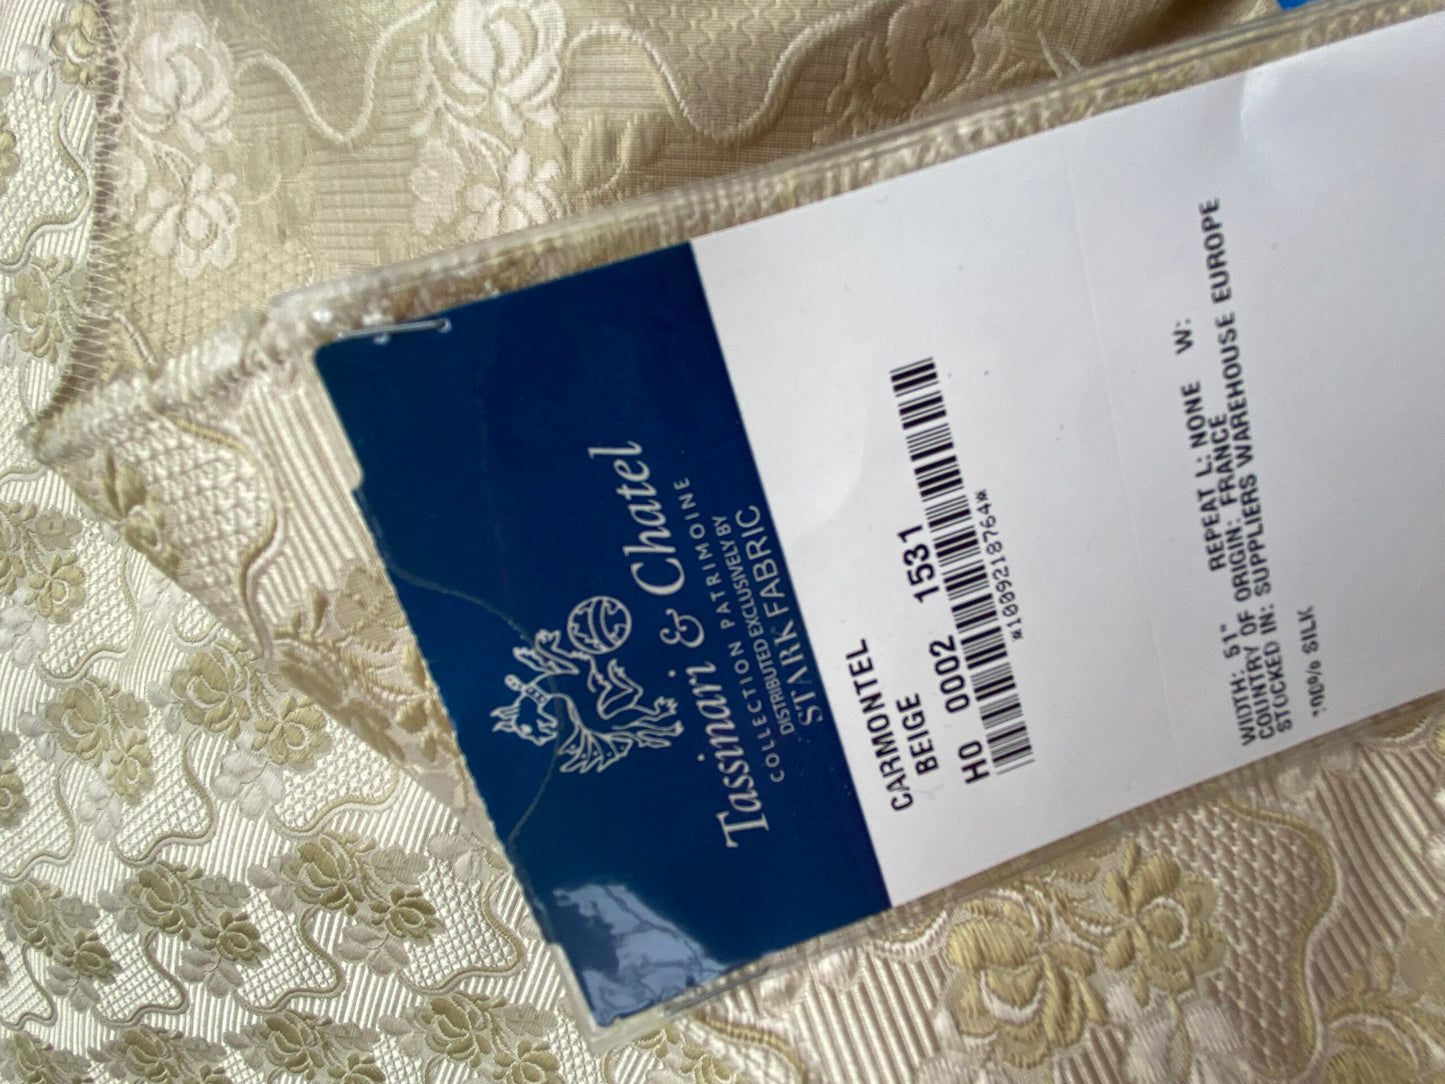 Tassinari & Chatel
COLLECTION PATRIMOINE
DISTRIBUTED EXCLUSIVELY BY
STARK FABRIC
CARMONTEL
BEIGE
HO 0002 1531
*1009218764*
REPEAT L: NONE W:
WIDTH: 51"
COUNTRY OF ORIGIN: FRANCE
STOCKED IN: SUPPLIERS WAREHOUSE EUROPE
100% SILK